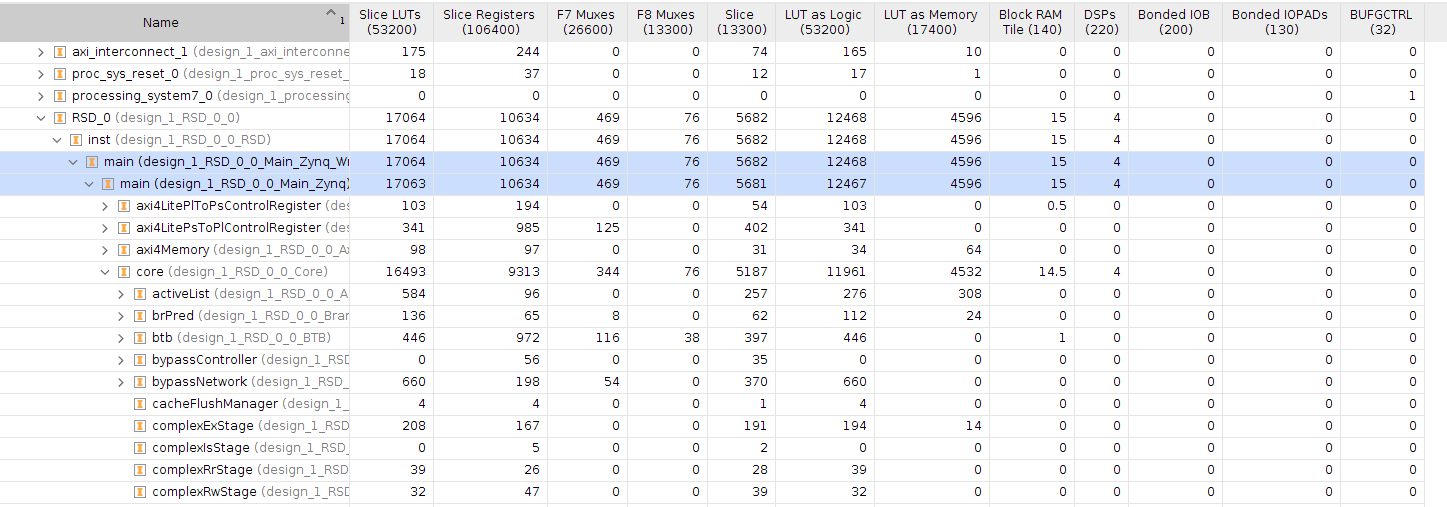 Name 1 Slice LUTs (53200) Slice Registers (106400) F7 Muxes (26600) F8 Muxes (13300) Slice (13300) LUT as Logic (53200) LUT as Memory (17400) Block RAM Tile (140) DSPs (220) Bonded IOB (200) Bonded IOPADs (130) BUFGCTRL (32)
axi_interconnect_1 (design_1_axi_interconne 175 244 0 0 74 165 10 0 0 0 0 0
proc_sys_reset_0 (design_1_proc_sys_reset_ 18 37 0 0 12 17 1 0 0 0 0 0
processing_system7_0 (design_1_processing 0 0 0 0 0 0 0 0 0 0 0 1
RSD_0 (design_1_RSD_0_0) 17064 10634 469 76 5682 12468 4596 15 4 0 0 0
inst (design_1_RSD_0_0_RSD) 17064 10634 469 76 5682 12468 4596 15 4 0 0 0
main (design_1_RSD_0_0_Main_Zynq_Wr 17064 10634 469 76 5682 12468 4596 15 4 0 0 0
main (design_1_RSD_0_0_Main_Zynq) 17063 10634 469 76 5681 12467 4596 15 4 0 0 0
axi4LitePlToPsControlRegister (des 103 194 0 0 54 103 0 0.5 0 0 0 0
axi4LitePsToPlControlRegister (des 341 985 125 0 402 341 0 0 0 0 0 0
axi4Memory (design_1_RSD_0_0_Ax 98 97 0 0 31 34 64 0 0 0 0 0
core (design_1_RSD_0_0_Core) 16493 9313 344 76 5187 11961 4532 14.5 4 0 0 0
activeList (design_1_RSD_0_0_A 584 96 0 0 257 276 308 0 0 0 0 0
brPred (design_1_RSD_0_0_Bran 136 65 8 0 62 112 24 0 0 0 0 0
btb (design_1_RSD_0_0_BTB) 446 972 116 38 397 446 0 1 0 0 0 0
bypassController (design_1_RSD 0 56 0 0 35 0 0 0 0 0 0 0
bypassNetwork (design_1_RSD_ 660 198 54 0 370 660 0 0 0 0 0 0
cacheFlushManager (design_1_ 4 4 0 0 1 4 0 0 0 0 0 0
complexExStage (design_1_RSD 208 167 0 0 191 194 14 0 0 0 0 0
complexIsStage (design_1_RSD_ 0 5 0 0 2 0 0 0 0 0 0 0
complexRrStage (design_1_RSD 39 26 0 0 28 39 0 0 0 0 0 0
complexRwStage (design_1_RSD 32 47 0 0 39 32 0 0 0 0 0 0